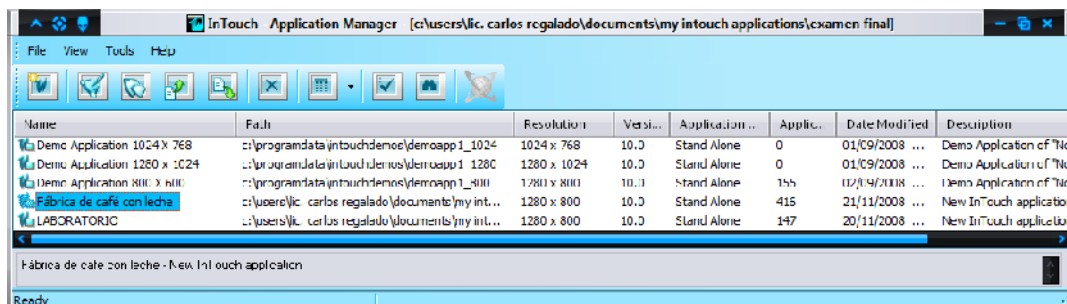 InTouch - Application Manager - [c:\users\lic. carlos regalado\documents\my intouch applications\examen final]
File View Tools Help
Name Path Resolution Versi... Application ... Applic... Date Modified Description
Demo Application 1024 X 768 c:\programdata\intouchdemos\demoapp1_1024 1024 x 768 10.0 Stand Alone 0 01/09/2008 ... Demo Application of "No
Demo Application 1280 x 1024 c:\programdata\intouchdemos\demoapp1_1280 1280 x 1024 10.0 Stand Alone 0 01/09/2008 ... Demo Application of "No
Demo Application 800 X 600 c:\programdata\intouchdemos\demoapp1_800 1280 x 800 10.0 Stand Alone 155 02/09/2008 ... Demo Application of "No
Fábrica de café con leche c:\users\lic. carlos regalado\documents\my int... 1280 x 800 10.0 Stand Alone 415 21/11/2008 ... New InTouch applicatio
LABORATORIO c:\users\lic. carlos regalado\documents\my int... 1280 x 800 10.0 Stand Alone 147 20/11/2008 ... New InTouch applicatio
Fábrica de café con leche - New InTouch application
Ready